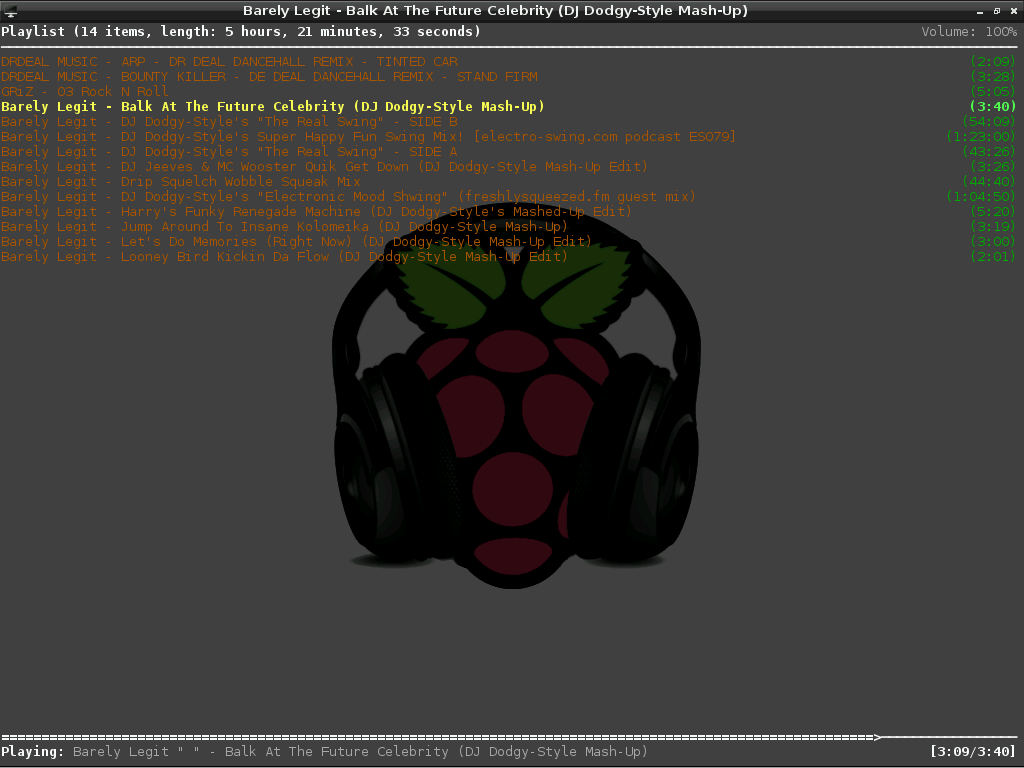 Barely Legit - Balk At The Future Celebrity (DJ Dodgy-Style Mash-Up)
Playlist (14 items, length: 5 hours, 21 minutes, 33 seconds) Volume: 100%
DRDEAL MUSIC - ARP - DR DEAL DANCEHALL REMIX - TINTED CAR (2:09)
DRDEAL MUSIC - BOUNTY KILLER - DE DEAL DANCEHALL REMIX - STAND FIRM (3:28)
GRiZ - 03 Rock N Roll (5:05)
Barely Legit - Balk At The Future Celebrity (DJ Dodgy-Style Mash-Up) (3:40)
Barely Legit - DJ Dodgy-Style's "The Real Swing" - SIDE B (54:09)
Barely Legit - DJ Dodgy-Style's Super Happy Fun Swing Mix! [electro-swing.com podcast ES079] (1:23:00)
Barely Legit - DJ Dodgy-Style's "The Real Swing" - SIDE A (43:26)
Barely Legit - DJ Jeeves & MC Wooster Quik Get Down (DJ Dodgy-Style Mash-Up Edit) (3:26)
Barely Legit - Drip Squelch Wobble Squeak Mix (44:40)
Barely Legit - DJ Dodgy-Style's "Electronic Mood Shwing" (freshlysqueezed.fm guest mix) (1:04:50)
Barely Legit - Harry's Funky Renegade Machine (DJ Dodgy-Style's Mashed-Up Edit) (5:20)
Barely Legit - Jump Around To Insane Kolomeika (DJ Dodgy-Style Mash-Up) (3:19)
Barely Legit - Let's Do Memories (Right Now) (DJ Dodgy-Style Mash-Up Edit) (3:00)
Barely Legit - Looney Bird Kickin Da Flow (DJ Dodgy-Style Mash-Up Edit) (2:01)
Playing: Barely Legit " " - Balk At The Future Celebrity (DJ Dodgy-Style Mash-Up) [3:09/3:40]